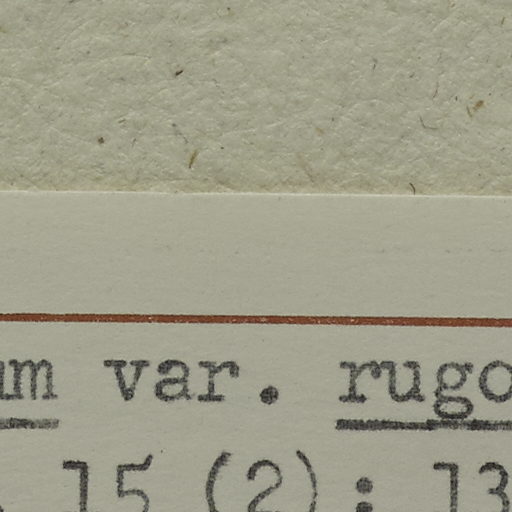 um var. rugo
15 (2): 13